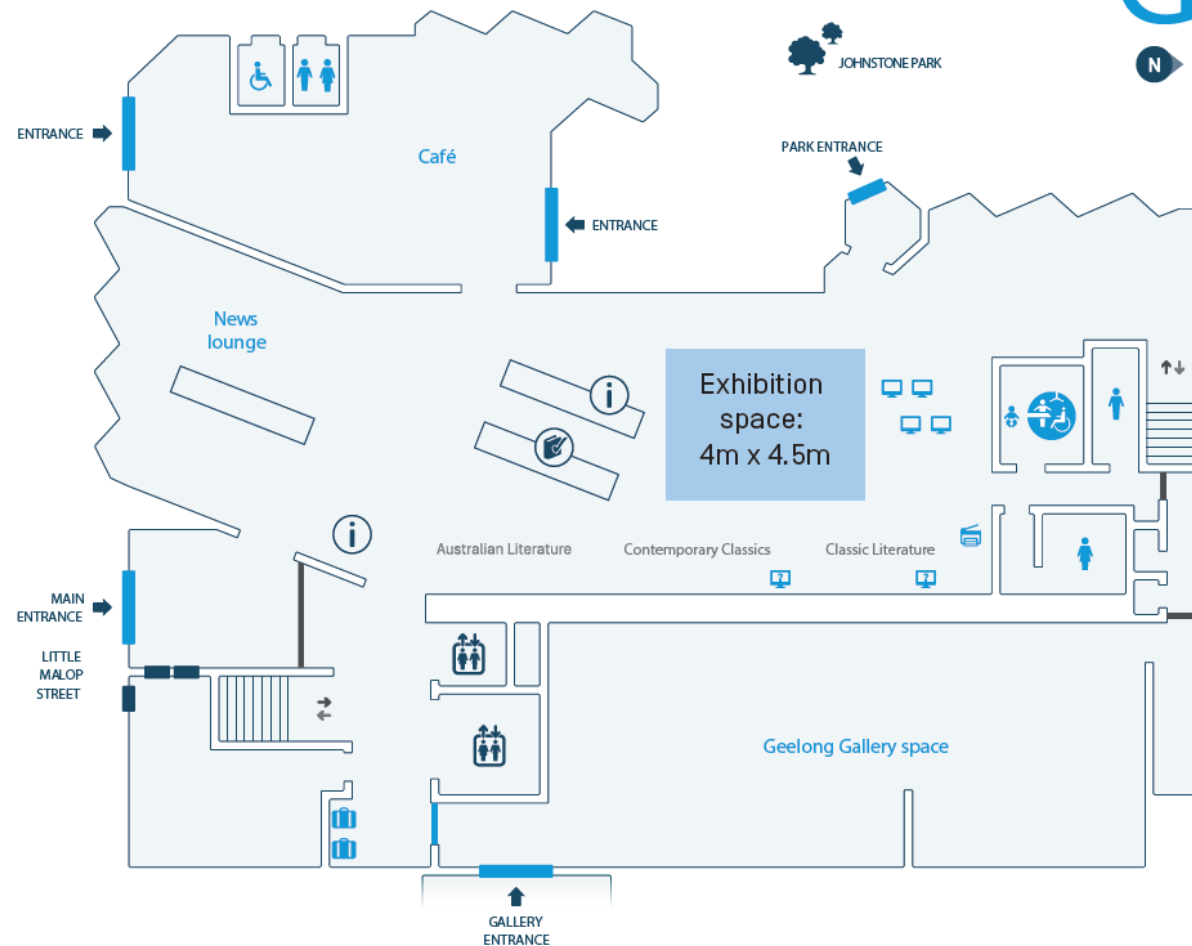 G
N
JOHNSTONE PARK
ENTRANCE
Café
PARK ENTRANCE
ENTRANCE
News
lounge
Exhibition
space:
4m x 4.5m
i
i
Australian Literature
Contemporary Classics
Classic Literature
?
?
MAIN
ENTRANCE
LITTLE
MALOP
STREET
Geelong Gallery space
GALLERY
ENTRANCE